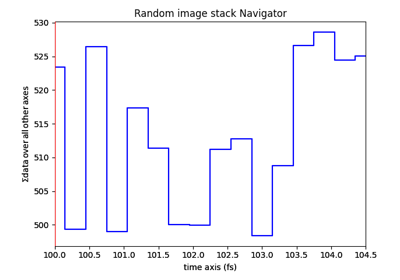 Random image stack Navigator
530
525
520
515
510
505
500
Σdata over all other axes
100.0 100.5 101.0 101.5 102.0 102.5 103.0 103.5 104.0 104.5
time axis (fs)